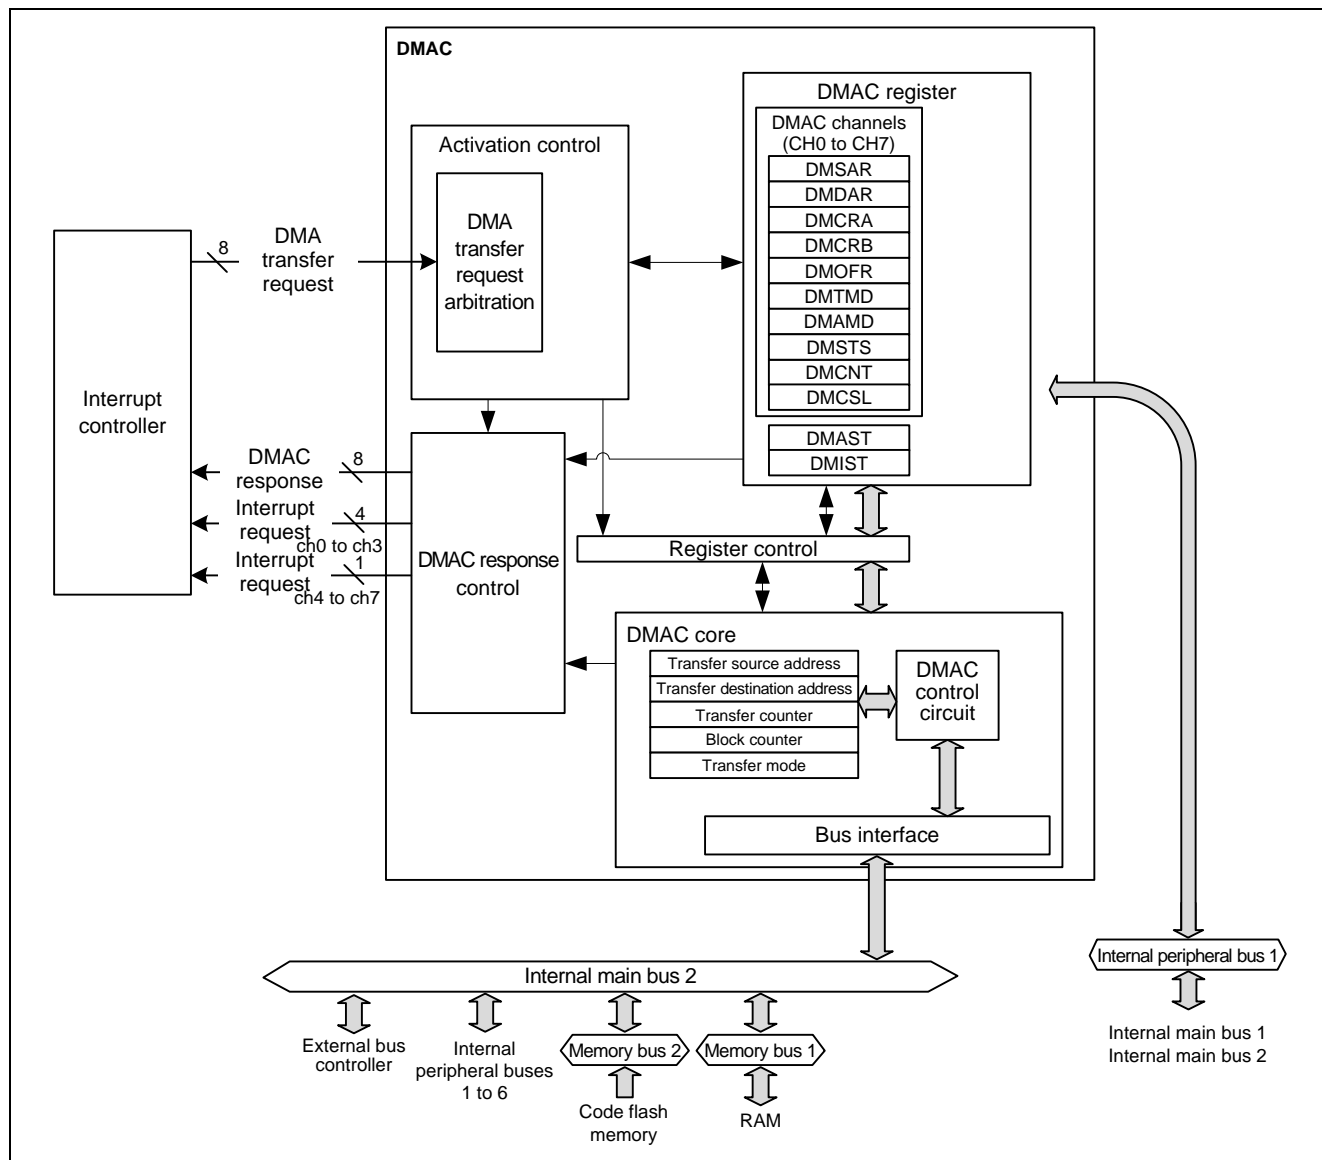 DMAC
DMAC register
DMAC channels
(CH0 to CH7)
DMSAR
DMDAR
DMCRA
DMCRB
DMOFR
DMTMD
DMAMD
DMSTS
DMCNT
DMCSL
DMAST
DMIST
Activation control
DMA
transfer
request
arbitration
8
DMA
transfer
request
Interrupt
controller
DMAC
response
8
Interrupt
request
4
ch0 to ch3
Interrupt
request
1
ch4 to ch7
DMAC response
control
Register control
DMAC core
Transfer source address
Transfer destination address
Transfer counter
Block counter
Transfer mode
DMAC
control
circuit
Bus interface
Internal main bus 2
Internal peripheral bus 1
Internal main bus 1
Internal main bus 2
External bus
controller
Internal
peripheral buses
1 to 6
Memory bus 2
Memory bus 1
Code flash
memory
RAM